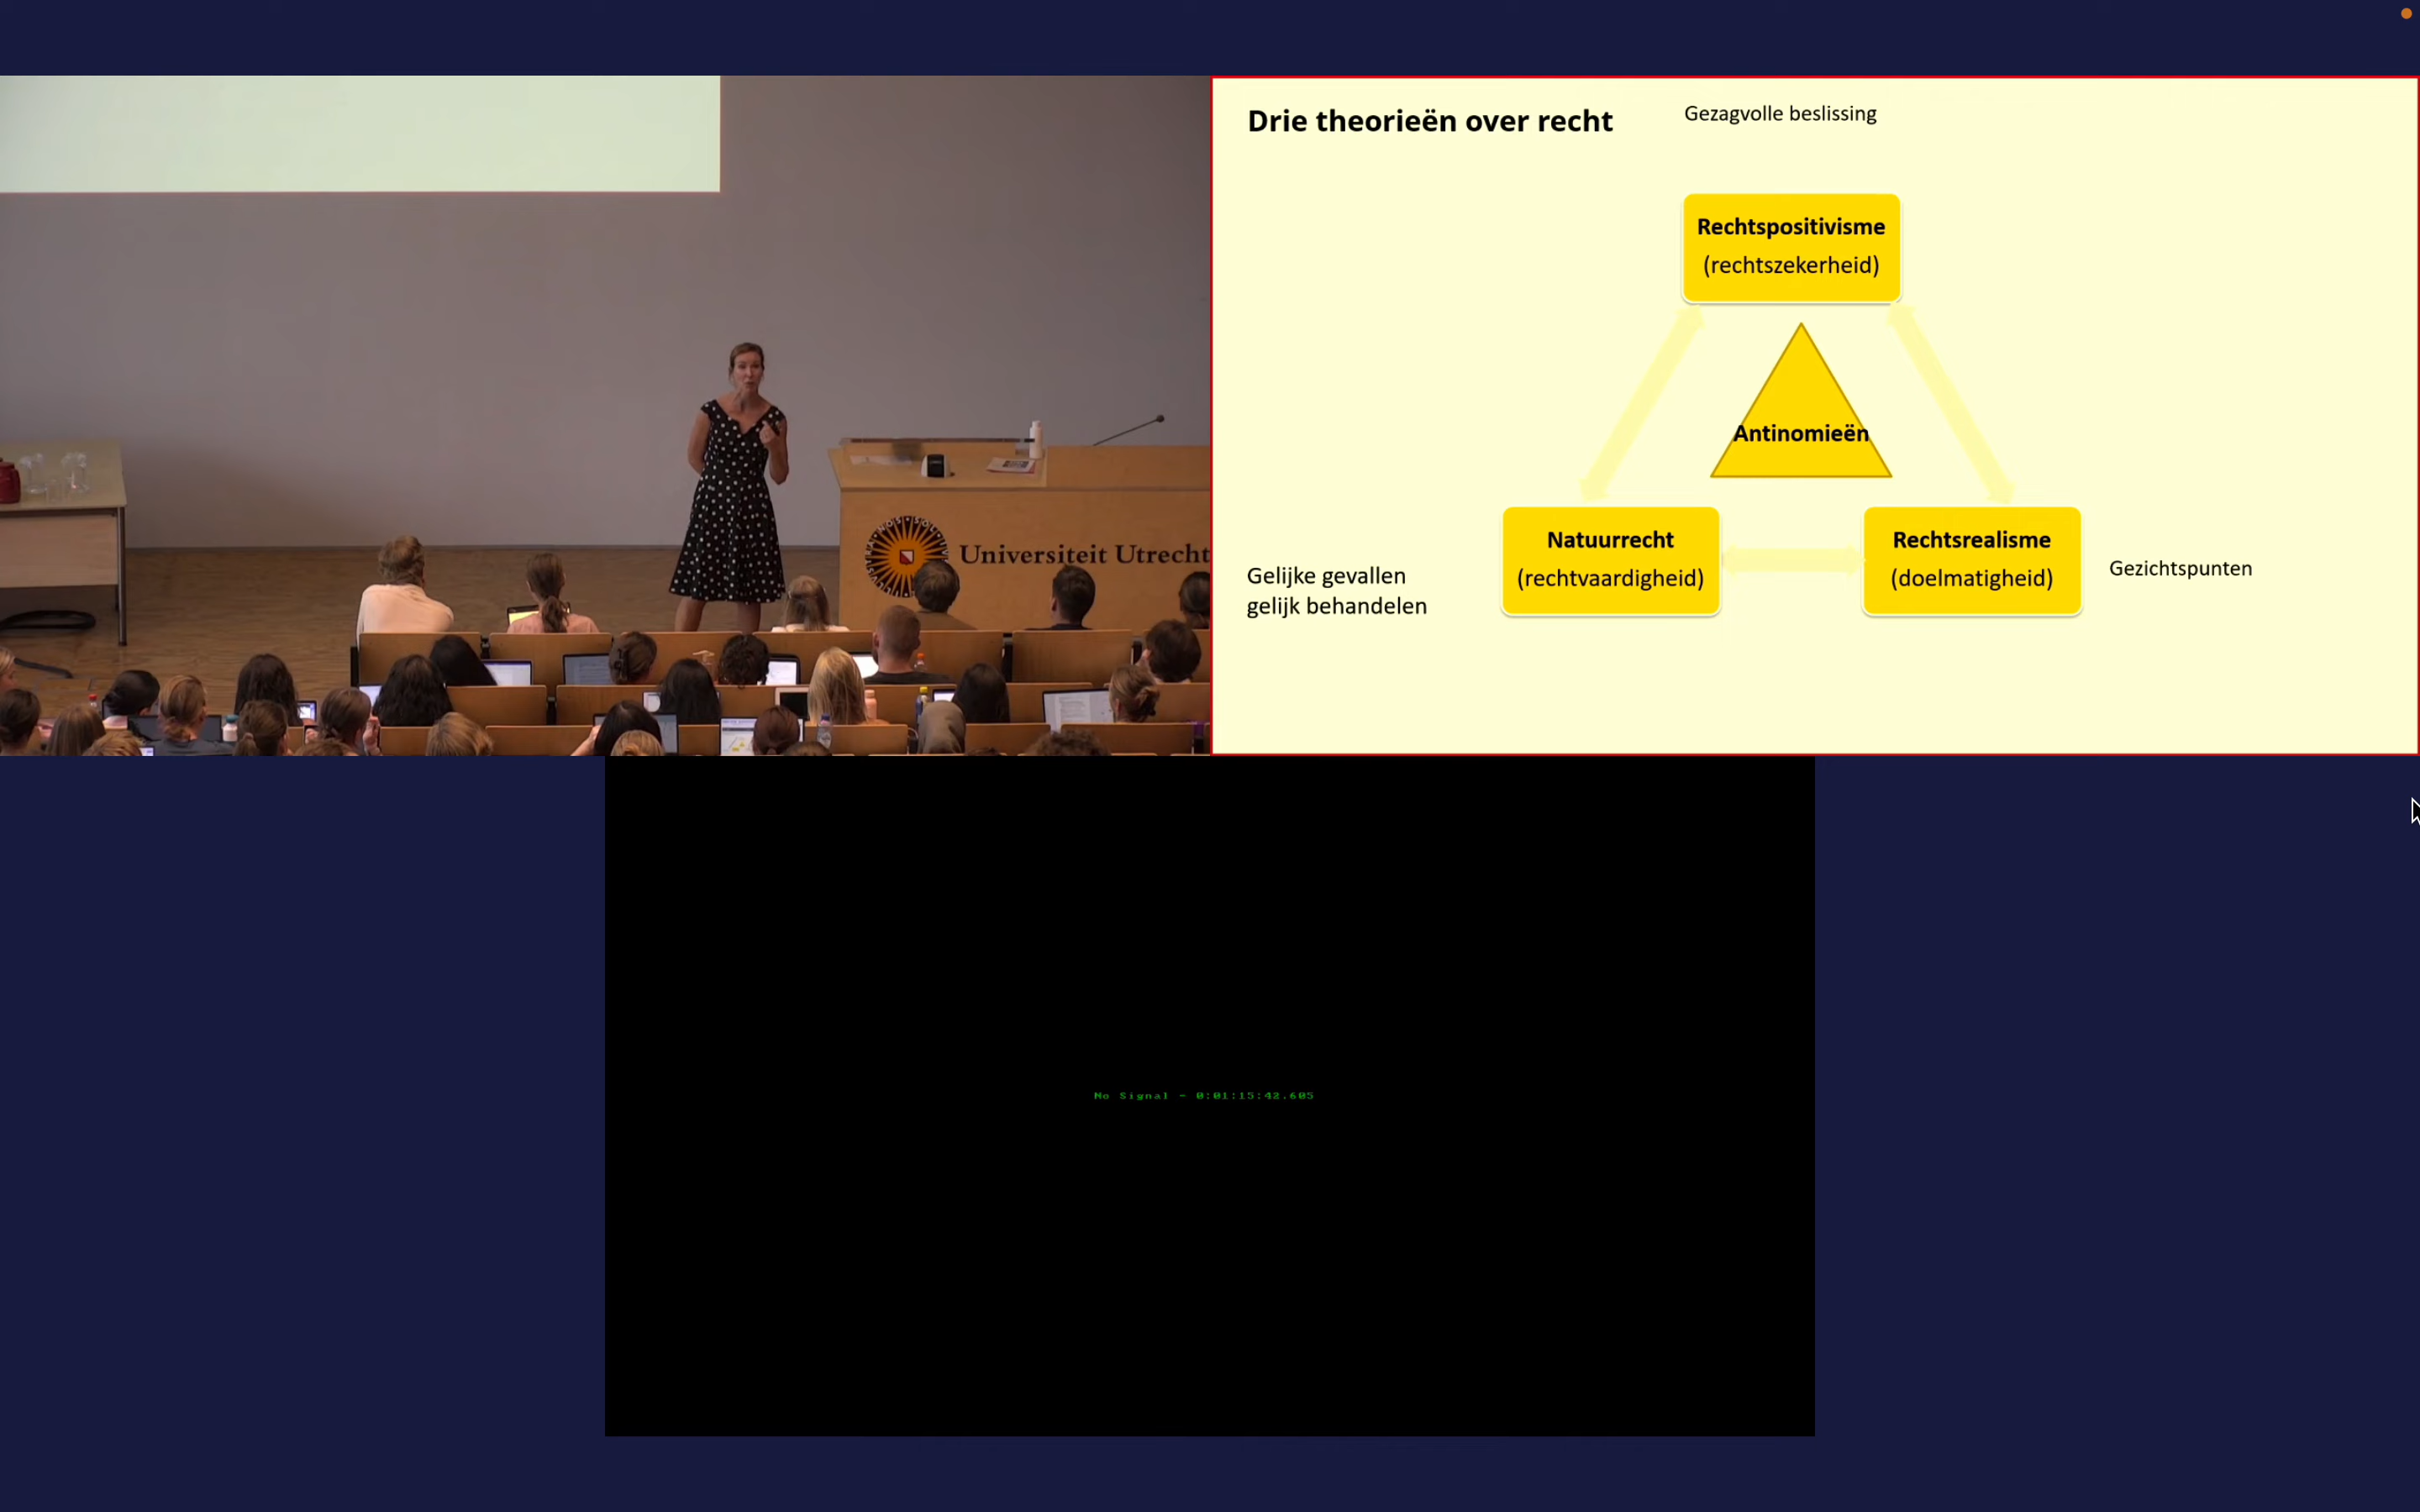 Drie theorieën over recht
Gezagvolle beslissing
Rechtspositivisme
(rechtszekerheid)
Antinomieën
Natuurrecht
(rechtvaardigheid)
Rechtsrealisme
(doelmatigheid)
Gezichtspunten
Gelijke gevallen
gelijk behandelen
Universiteit Utrecht
No Signal - 0:01:15:42.605